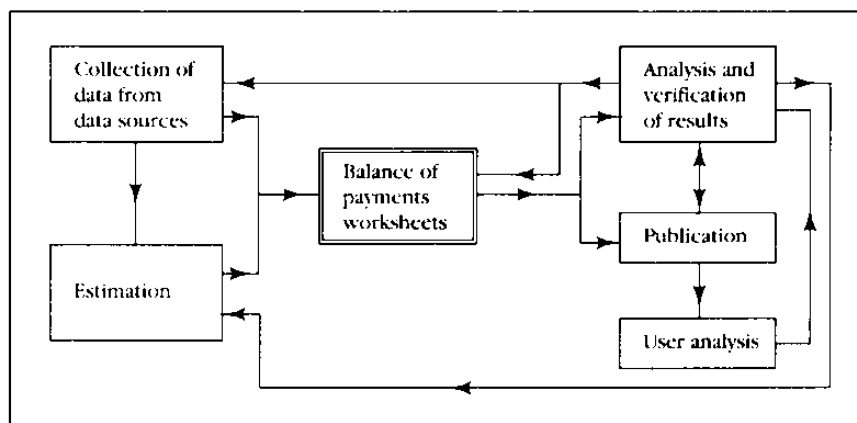 Collection of
data from
data sources
Analysis and
verification
of results
Balance of
payments
worksheets
Estimation
Publication
User analysis